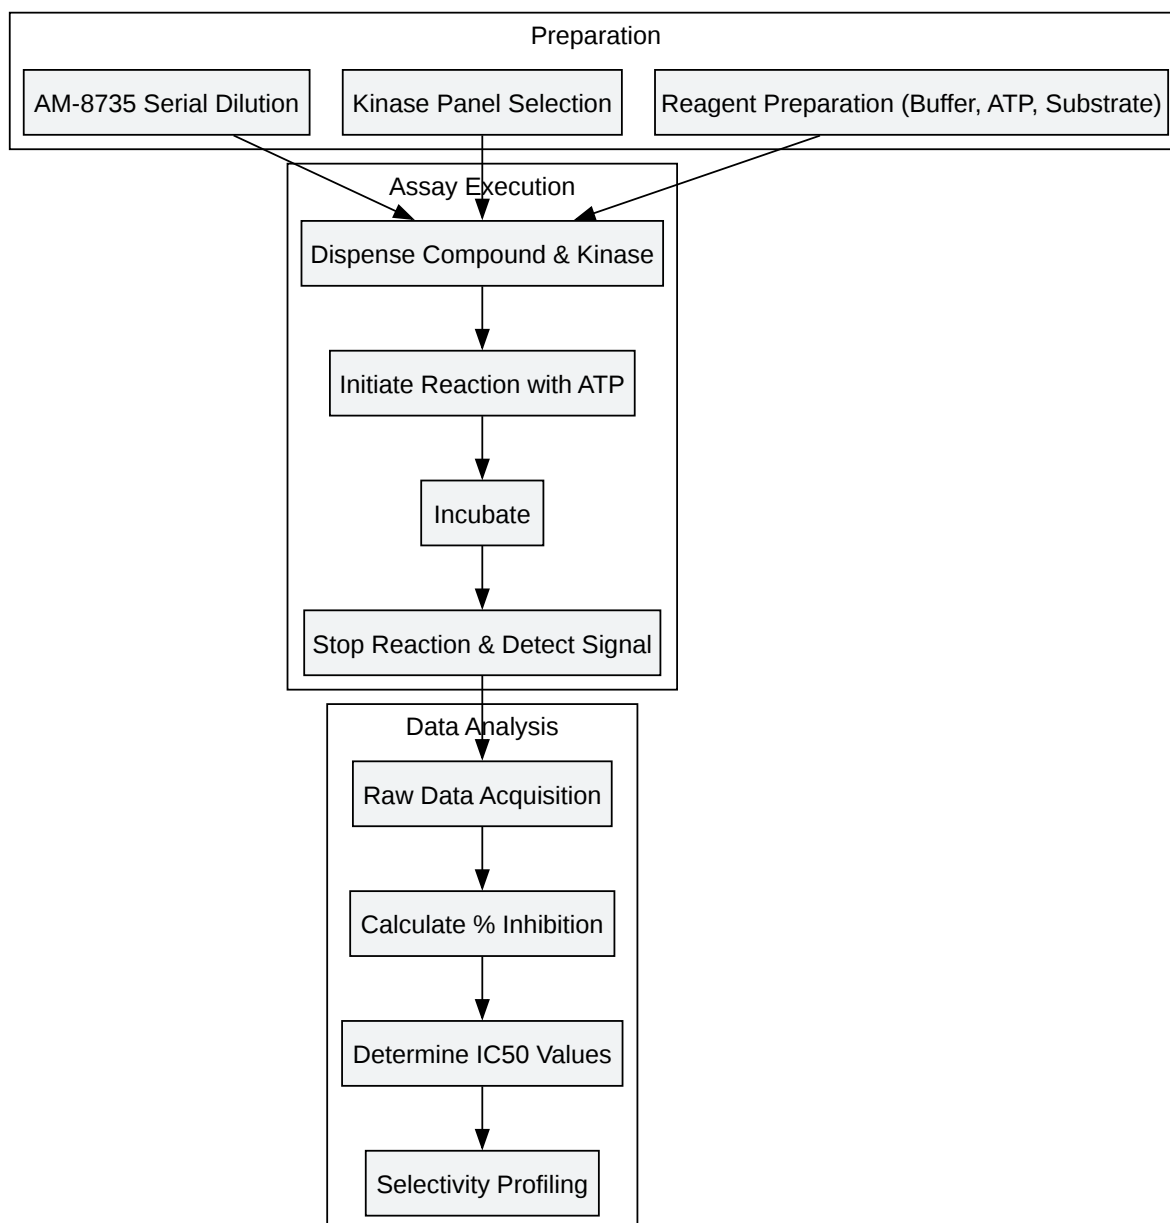 Preparation
AM-8735 Serial Dilution
Kinase Panel Selection
Reagent Preparation (Buffer, ATP, Substrate)
Assay Execution
Dispense Compound & Kinase
Initiate Reaction with ATP
Incubate
Stop Reaction & Detect Signal
Data Analysis
Raw Data Acquisition
Calculate % Inhibition
Determine IC50 Values
Selectivity Profiling